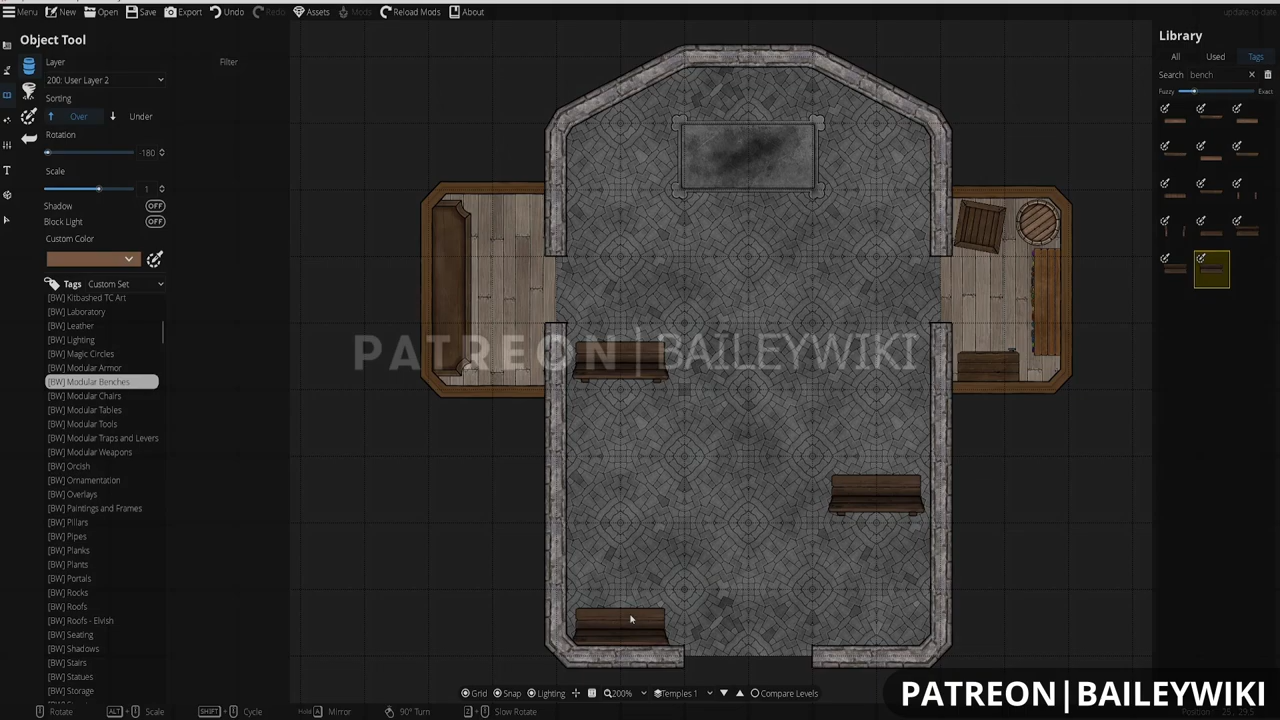 Menu New Open Save Export Undo Redo Assets Mods Reload Mods About update-to-date
Object Tool
Layer Filter
200: User Layer 2
Sorting
Over Under
Rotation
-180
Scale
1
Shadow OFF
Block Light OFF
Custom Color
Tags Custom Set
[BW] Kitbashed TC Art
[BW] Laboratory
[BW] Leather
[BW] Lighting
[BW] Magic Circles
[BW] Modular Armor
[BW] Modular Benches
[BW] Modular Chairs
[BW] Modular Tables
[BW] Modular Tools
[BW] Modular Traps and Levers
[BW] Modular Weapons
[BW] Orcish
[BW] Ornamentation
[BW] Overlays
[BW] Paintings and Frames
[BW] Pillars
[BW] Pipes
[BW] Planks
[BW] Plants
[BW] Portals
[BW] Rocks
[BW] Roofs
[BW] Roofs - Elvish
[BW] Seating
[BW] Shadows
[BW] Stairs
[BW] Statues
[BW] Storage
PATREON|BAILEYWIKI
Library
All Used Tags
Search bench
Fuzzy Exact
Grid Snap Lighting 200% Temples 1 Compare Levels
Rotate ALT + Scale SHIFT + Cycle Hold A Mirror 90° Turn Z + Slow Rotate
PATREON|BAILEYWIKI